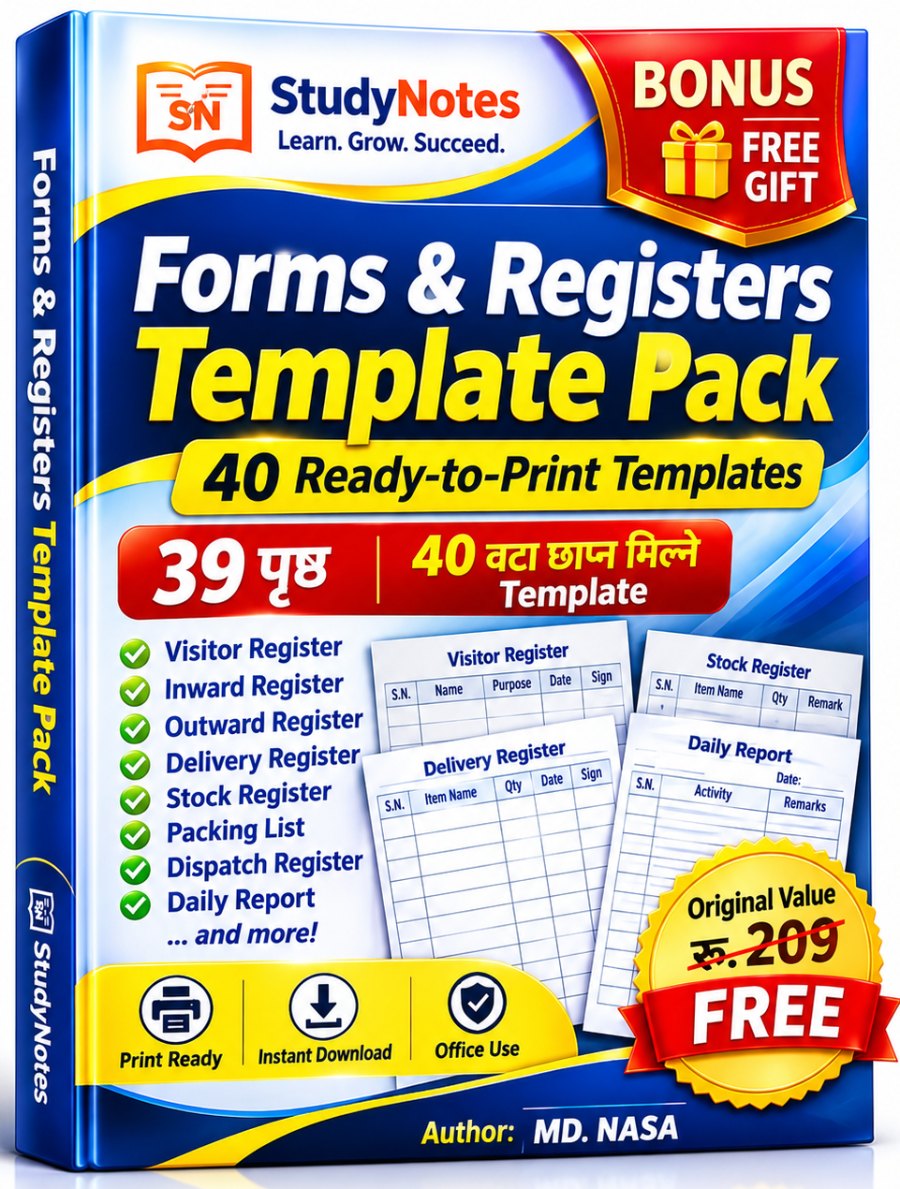 Forms & Registers Template Pack
SN StudyNotes
SN
StudyNotes
Learn. Grow. Succeed.
BONUS
FREE
GIFT
Forms & Registers
Template Pack
40 Ready-to-Print Templates
39 पृष्ठ
40 वटा छाप्न मिल्ने
Template
Visitor Register
Inward Register
Outward Register
Delivery Register
Stock Register
Packing List
Dispatch Register
Daily Report
... and more!
Visitor Register
S.N. Name Purpose Date Sign
Stock Register
S.N. Item Name Qty Remark
Delivery Register
S.N. Item Name Qty Date Sign
Daily Report
Date:
S.N. Activity Remarks
Original Value
रू. 209
FREE
Print Ready
Instant Download
Office Use
Author: MD. NASA